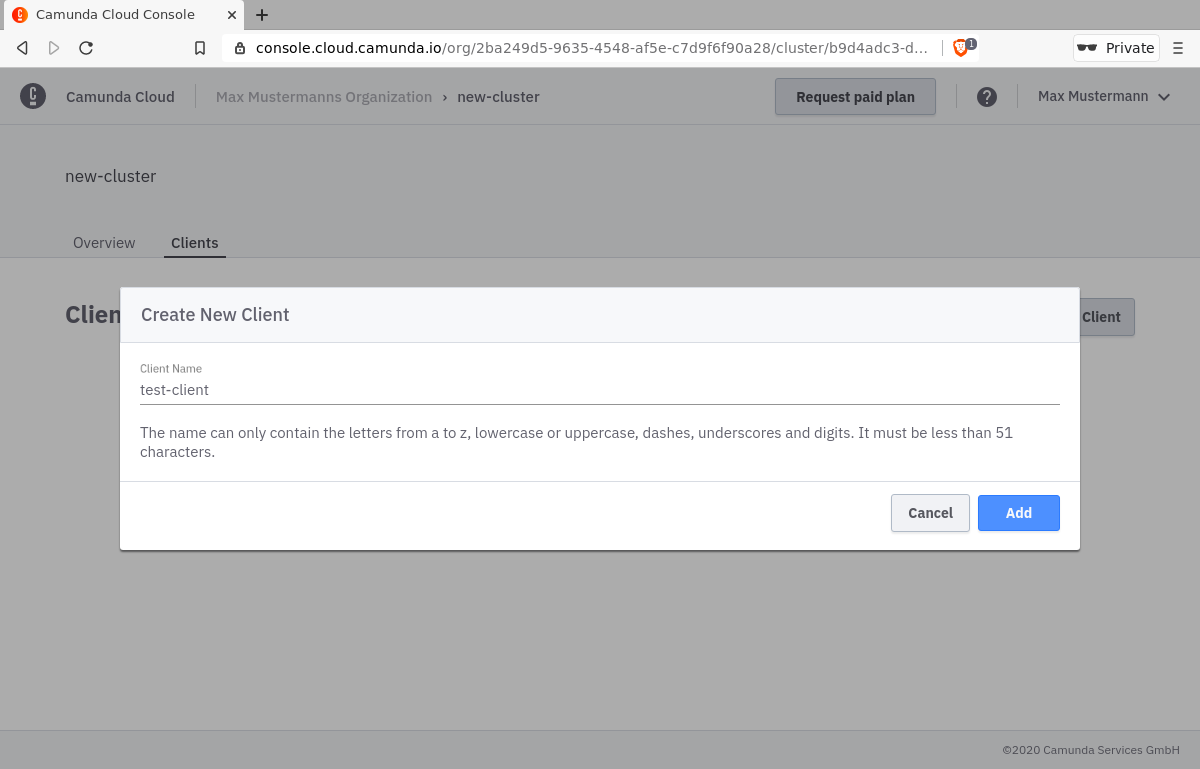 Camunda Cloud Console
console.cloud.camunda.io/org/2ba249d5-9635-4548-af5e-c7d9f6f90a28/cluster/b9d4adc3-d...
1
Private
Camunda Cloud
Max Mustermanns Organization › new-cluster
Request paid plan
?
Max Mustermann
new-cluster
Overview
Clients
Clien
Client
Create New Client
Client Name
test-client
The name can only contain the letters from a to z, lowercase or uppercase, dashes, underscores and digits. It must be less than 51
characters.
Cancel
Add
©2020 Camunda Services GmbH